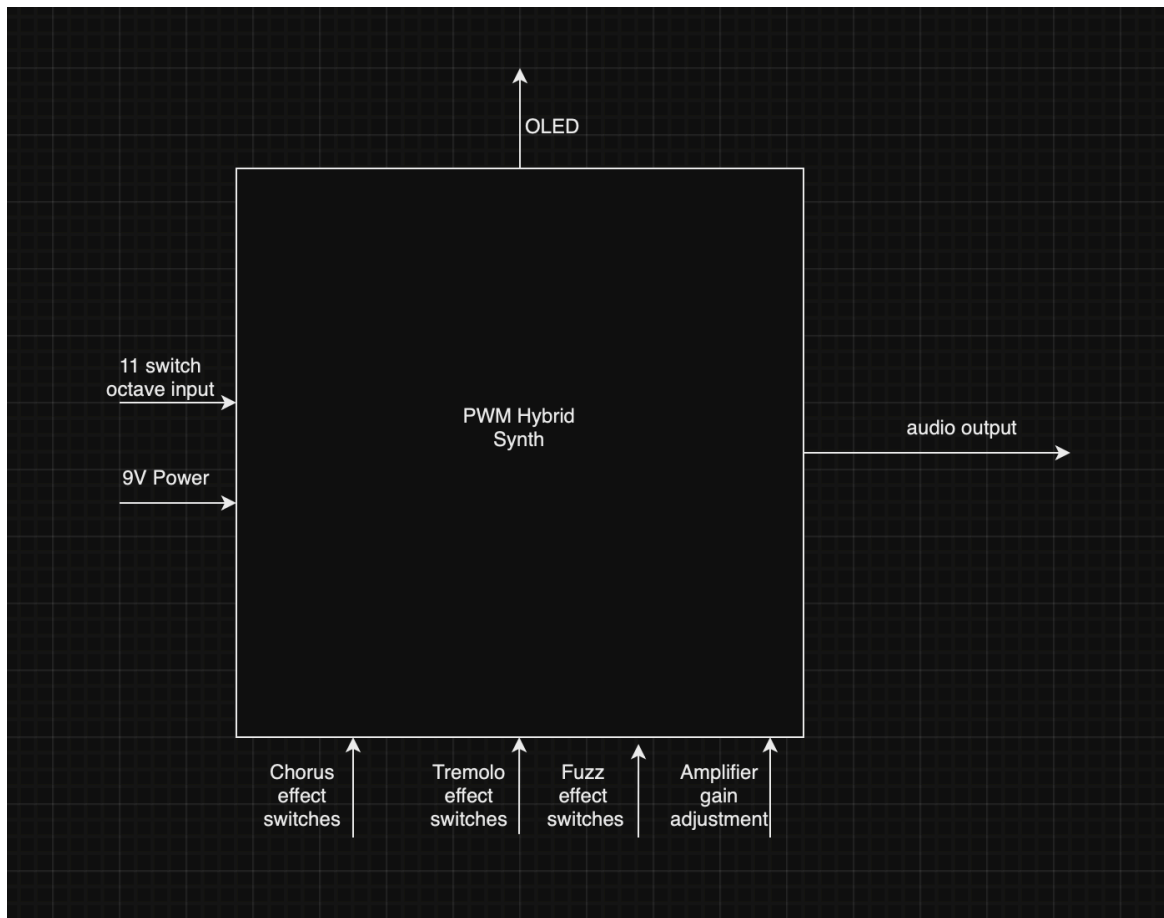 OLED
11 switch
octave input
PWM Hybrid
Synth
audio output
9V Power
Chorus
effect
switches
Tremolo
effect
switches
Fuzz
effect
switches
Amplifier
gain
adjustment